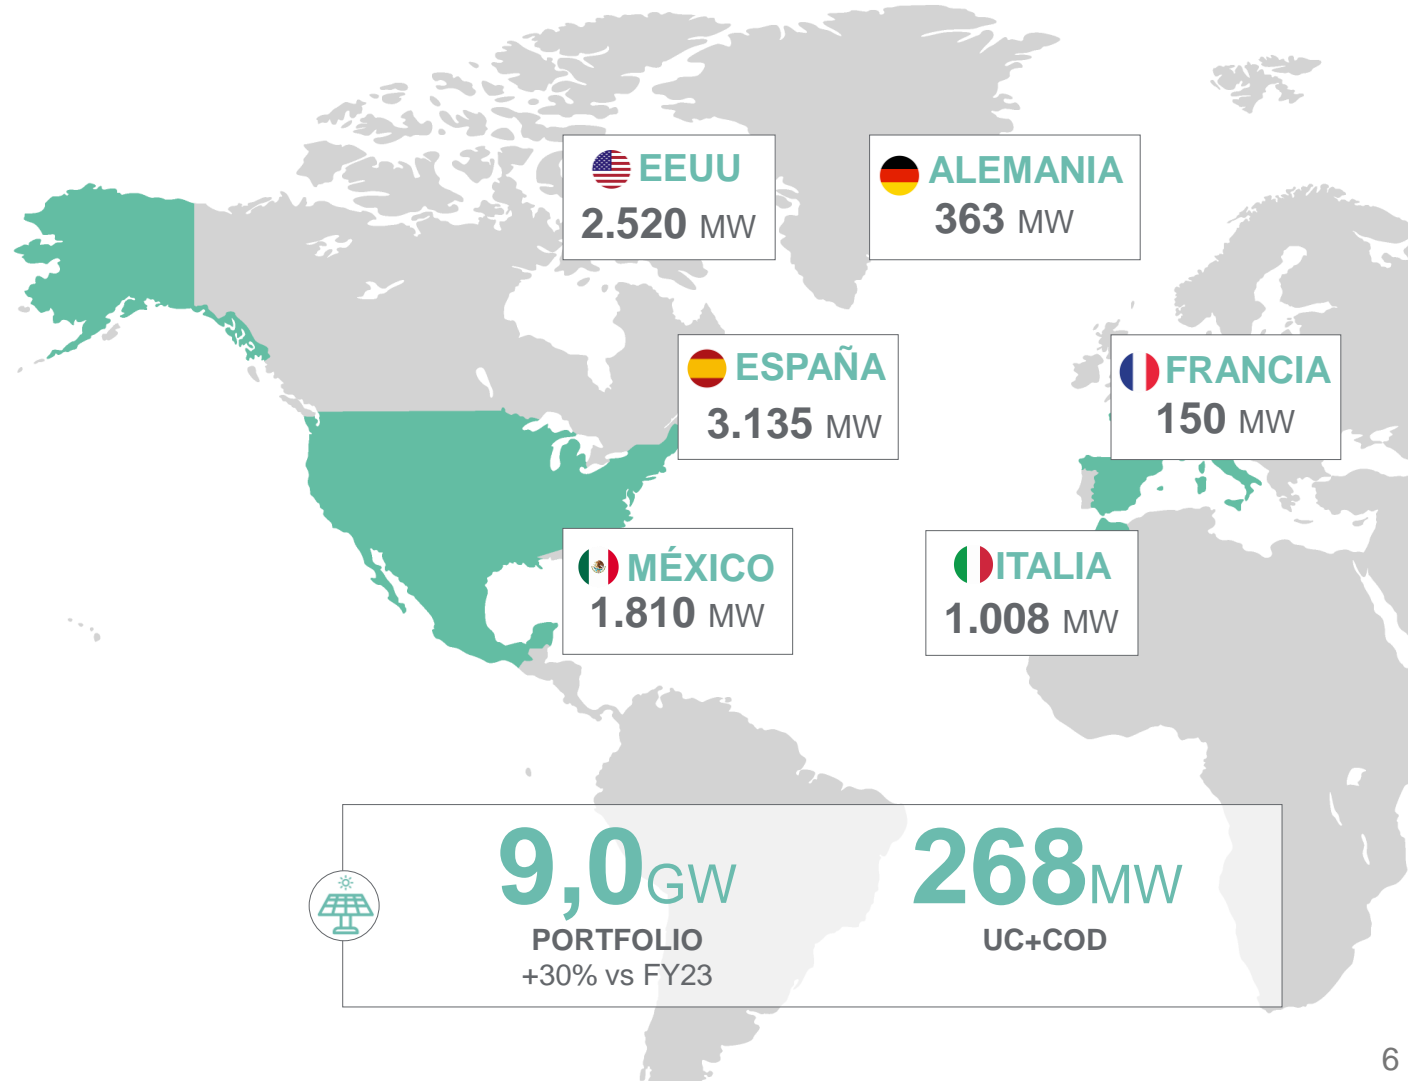 EEUU
2.520 MW
ALEMANIA
363 MW
ESPAÑA
3.135 MW
FRANCIA
150 MW
MÉXICO
1.810 MW
ITALIA
1.008 MW
9,0GW
PORTFOLIO
+30% vs FY23
268MW
UC+COD
6